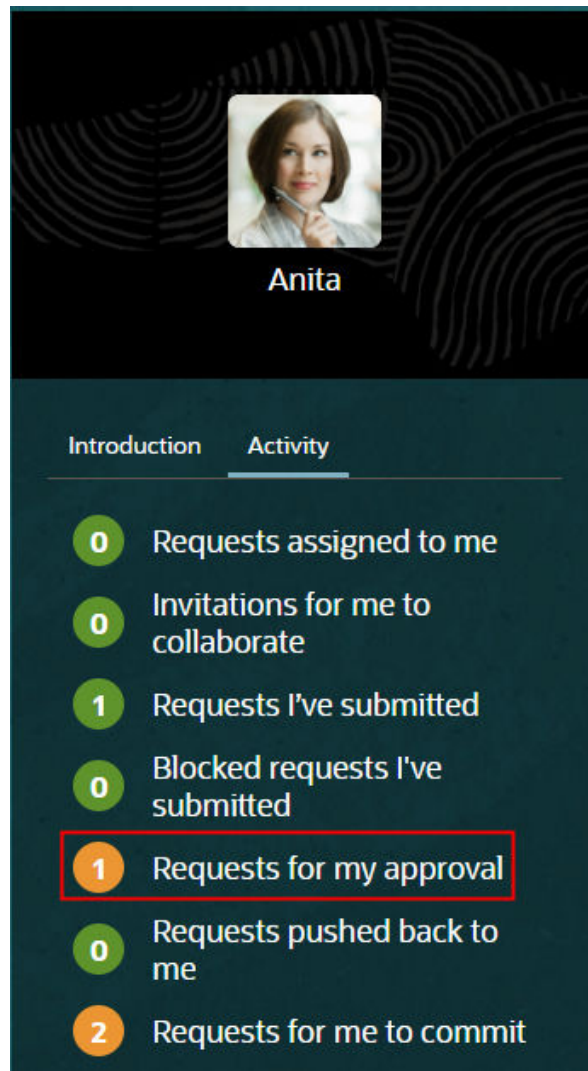 Anita
Introduction Activity
0 Requests assigned to me
0 Invitations for me to
collaborate
1 Requests I’ve submitted
0 Blocked requests I've
submitted
1 Requests for my approval
0 Requests pushed back to
me
2 Requests for me to commit